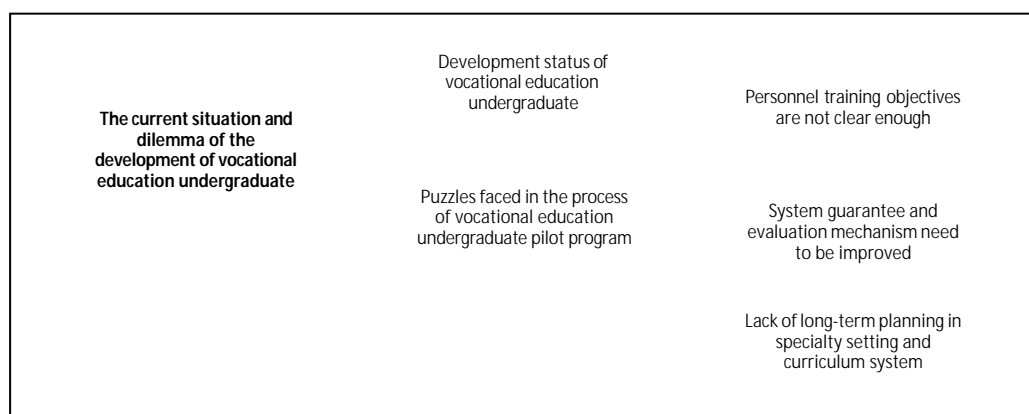 The current situation and
dilemma of the
development of vocational
education undergraduate
Development status of
vocational education
undergraduate
Puzzles faced in the process
of vocational education
undergraduate pilot program
Personnel training objectives
are not clear enough
System guarantee and
evaluation mechanism need
to be improved
Lack of long-term planning in
specialty setting and
curriculum system